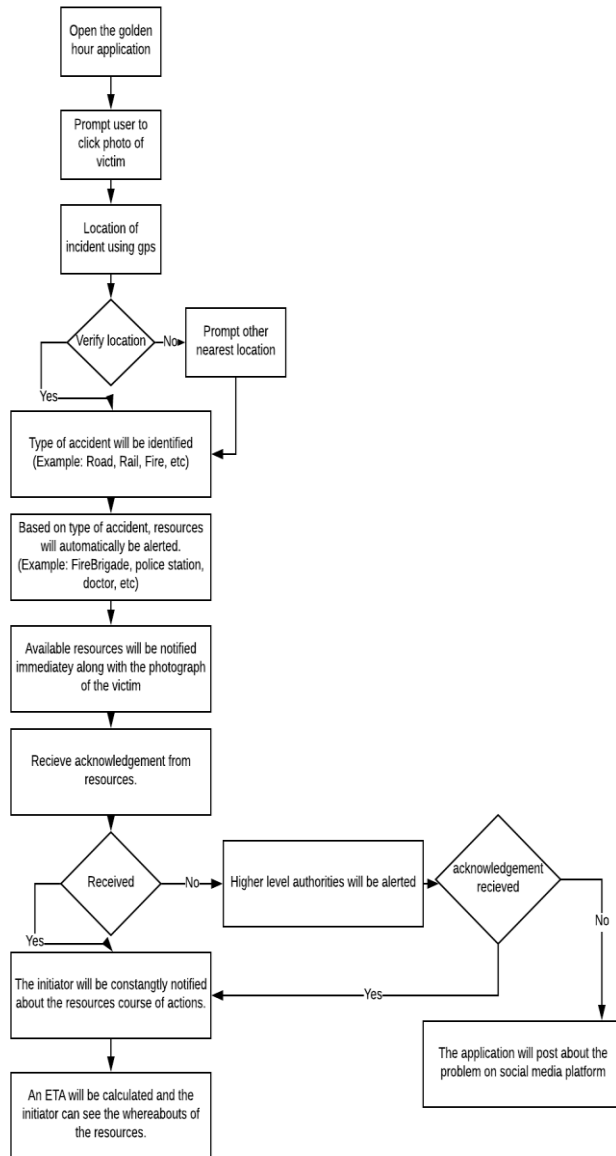 Open the golden
hour application
Prompt user to
click photo of
victim
Location of
incident using gps
Verify location
No
Prompt other
nearest location
Yes
Type of accident will be identified
(Example: Road, Rail, Fire, etc)
Based on type of accident, resources
will automatically be alerted.
(Example: FireBrigade, police station,
doctor, etc)
Available resources will be notified
immediatey along with the photograph
of the victim
Recieve acknowledgement from
resources.
Received
No
Higher level authorities will be alerted
acknowledgement
recieved
No
Yes
The initiator will be constangtly notified
about the resources course of actions.
Yes
The application will post about the
problem on social media platform
An ETA will be calculated and the
initiator can see the whereabouts of
the resources.